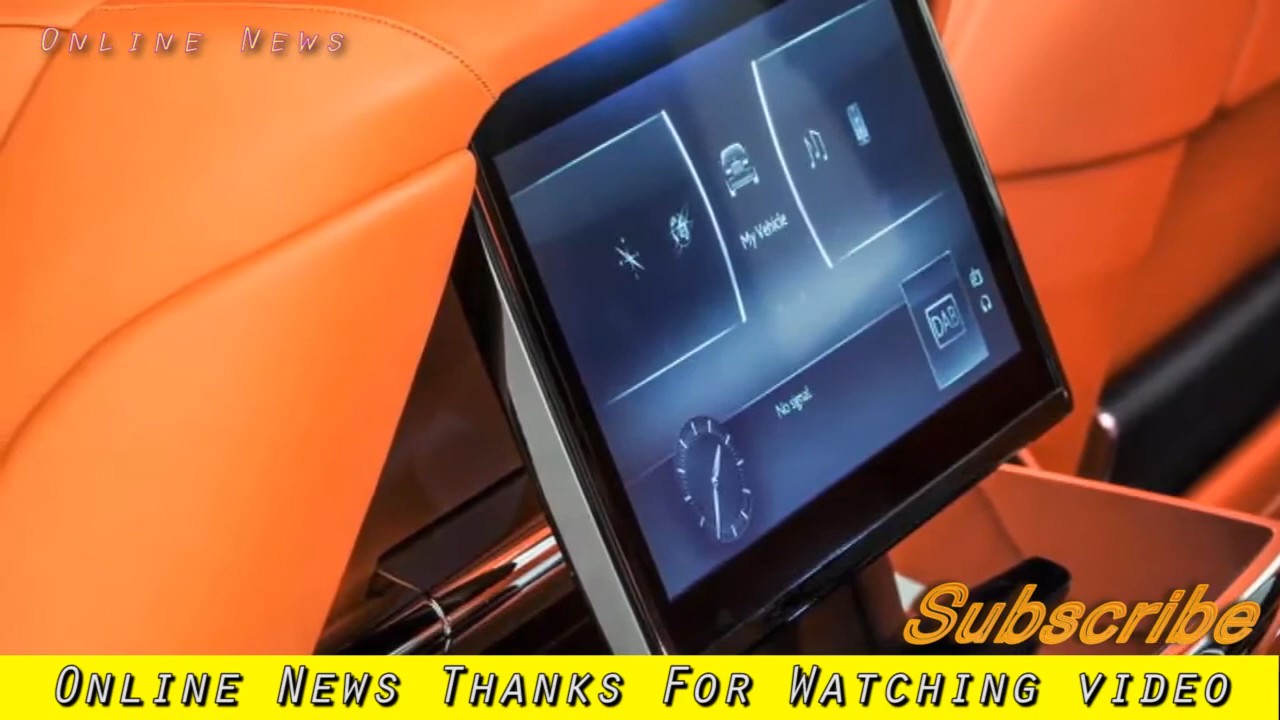 Online News
My Vehicle
DAB
No signal
Subscribe
Online News Thanks For Watching video